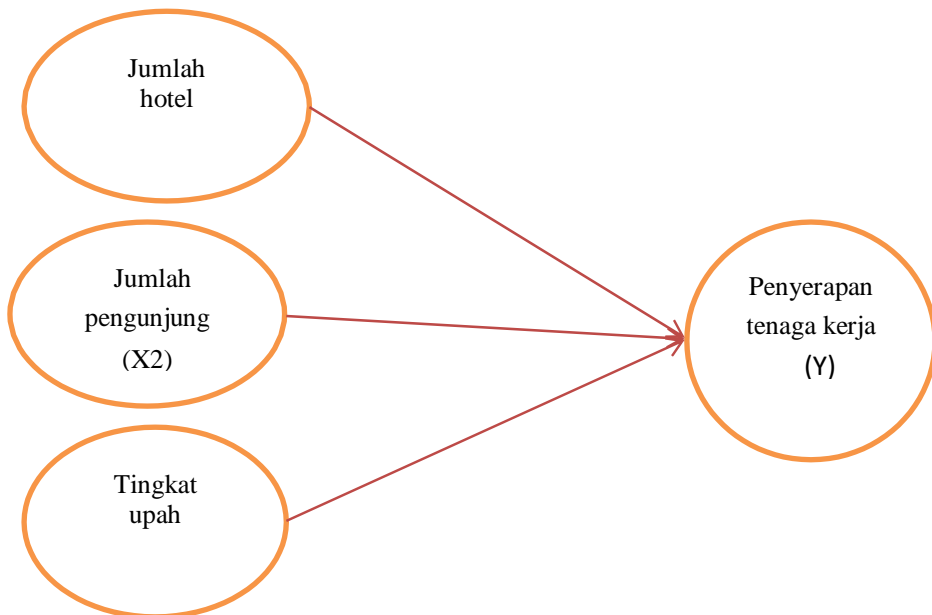 Jumlah
hotel
Jumlah
pengunjung
(X2)
Tingkat
upah
Penyerapan
tenaga kerja
(Y)